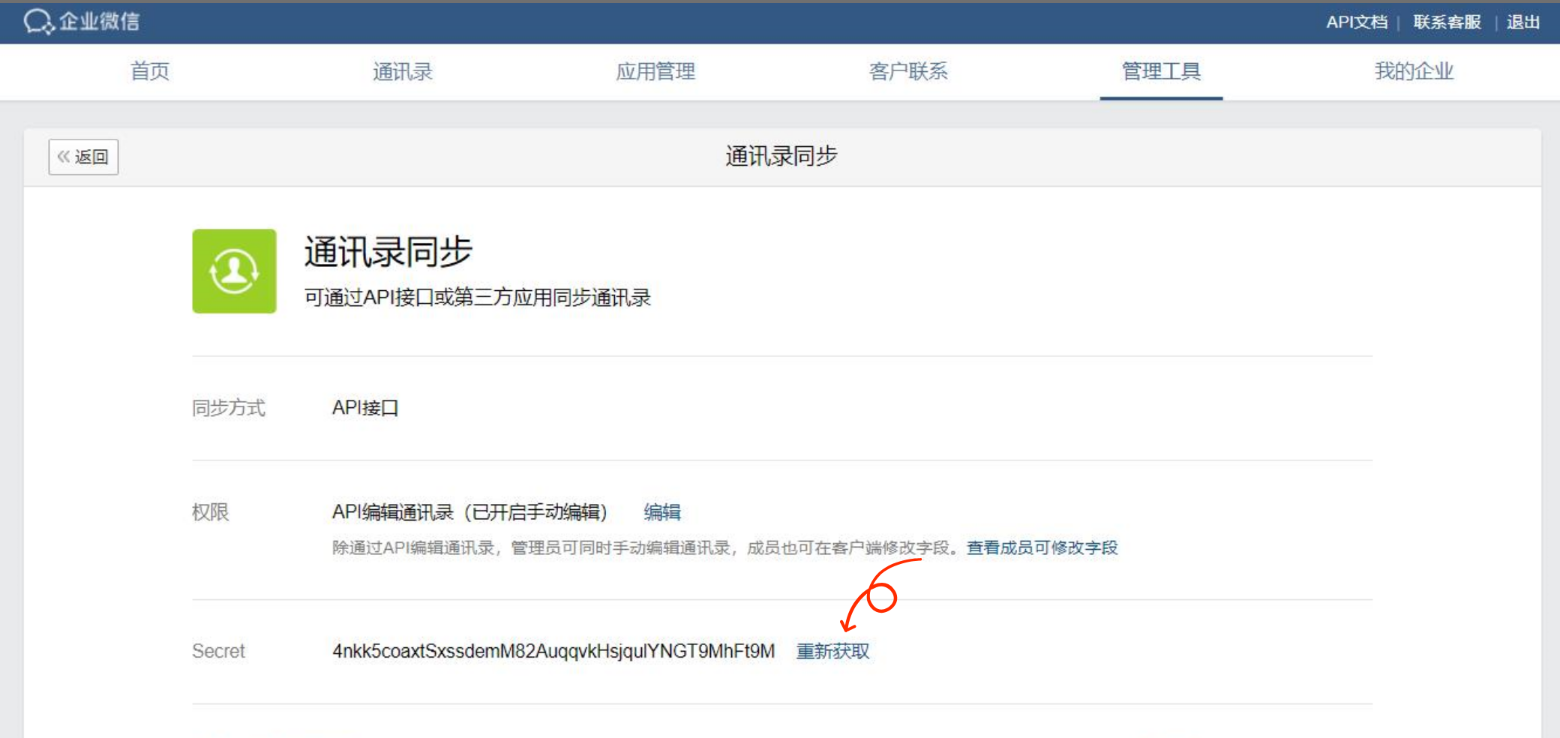 企业微信
API文档 | 联系客服 | 退出
首页 通讯录 应用管理 客户联系 管理工具 我的企业
« 返回
通讯录同步
通讯录同步
可通过API接口或第三方应用同步通讯录
同步方式 API接口
权限 API编辑通讯录（已开启手动编辑） 编辑
除通过API编辑通讯录，管理员可同时手动编辑通讯录，成员也可在客户端修改字段。查看成员可修改字段
Secret 4nkk5coaxtSxssdemM82AuqqvkHsjqulYNGT9MhFt9M 重新获取